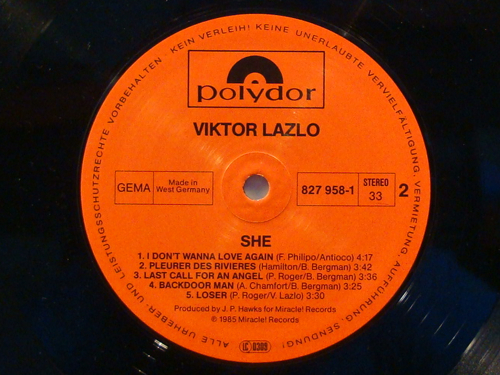 ALLE URHEBER- UND LEISTUNGSSCHUTZRECHTE VORBEHALTEN KEIN VERLEIH! KEINE UNERLAUBTE VERVIELFÄLTIGUNG, VERMIETUNG, AUFFÜHRUNG, SENDUNG!
polydor
VIKTOR LAZLO
GEMA
Made in
West Germany
827 958-1
STEREO
33
2
SHE
1. I DON'T WANNA LOVE AGAIN (F. Philipo/Antioco) 4:17
2. PLEURER DES RIVIERES (Hamilton/B. Bergman) 3:42
3. LAST CALL FOR AN ANGEL (P. Roger/B. Bergman) 3:36
4. BACKDOOR MAN (A. Chamfort/B. Bergman) 3:25
5. LOSER (P. Roger/V. Lazlo) 3:30
Produced by J. P. Hawks for Miracle! Records
© 1985 Miracle! Records
LC 0309